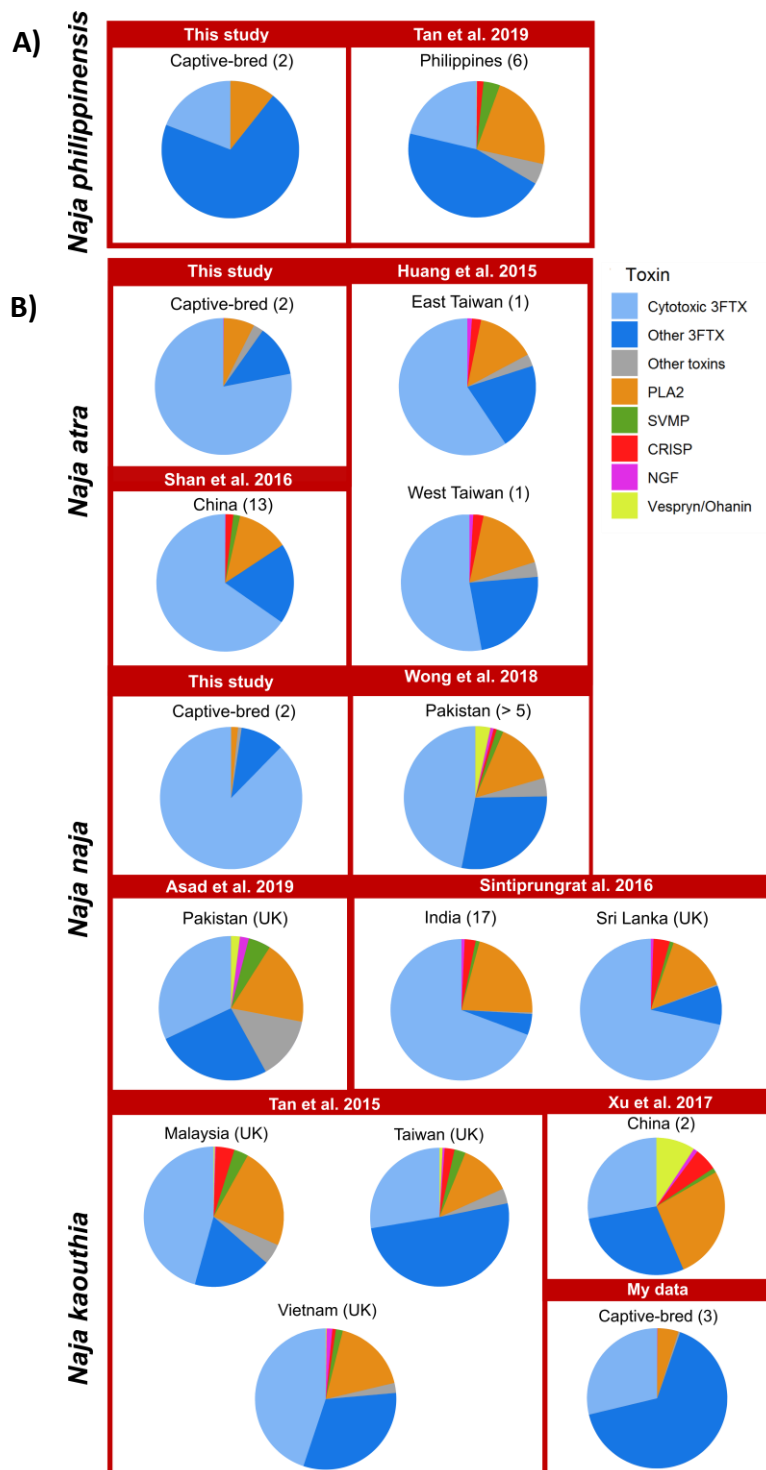 A)
Naja philippinensis
This study
Captive-bred (2)
Tan et al. 2019
Philippines (6)
B)
Naja atra
This study
Captive-bred (2)
Huang et al. 2015
East Taiwan (1)
Shan et al. 2016
China (13)
West Taiwan (1)
Toxin
Cytotoxic 3FTX
Other 3FTX
Other toxins
PLA2
SVMP
CRISP
NGF
Vespryn/Ohanin
Naja naja
This study
Captive-bred (2)
Wong et al. 2018
Pakistan (> 5)
Asad et al. 2019
Pakistan (UK)
Sintiprungrat al. 2016
India (17)
Sri Lanka (UK)
Naja kaouthia
Tan et al. 2015
Malaysia (UK)
Taiwan (UK)
Vietnam (UK)
Xu et al. 2017
China (2)
My data
Captive-bred (3)